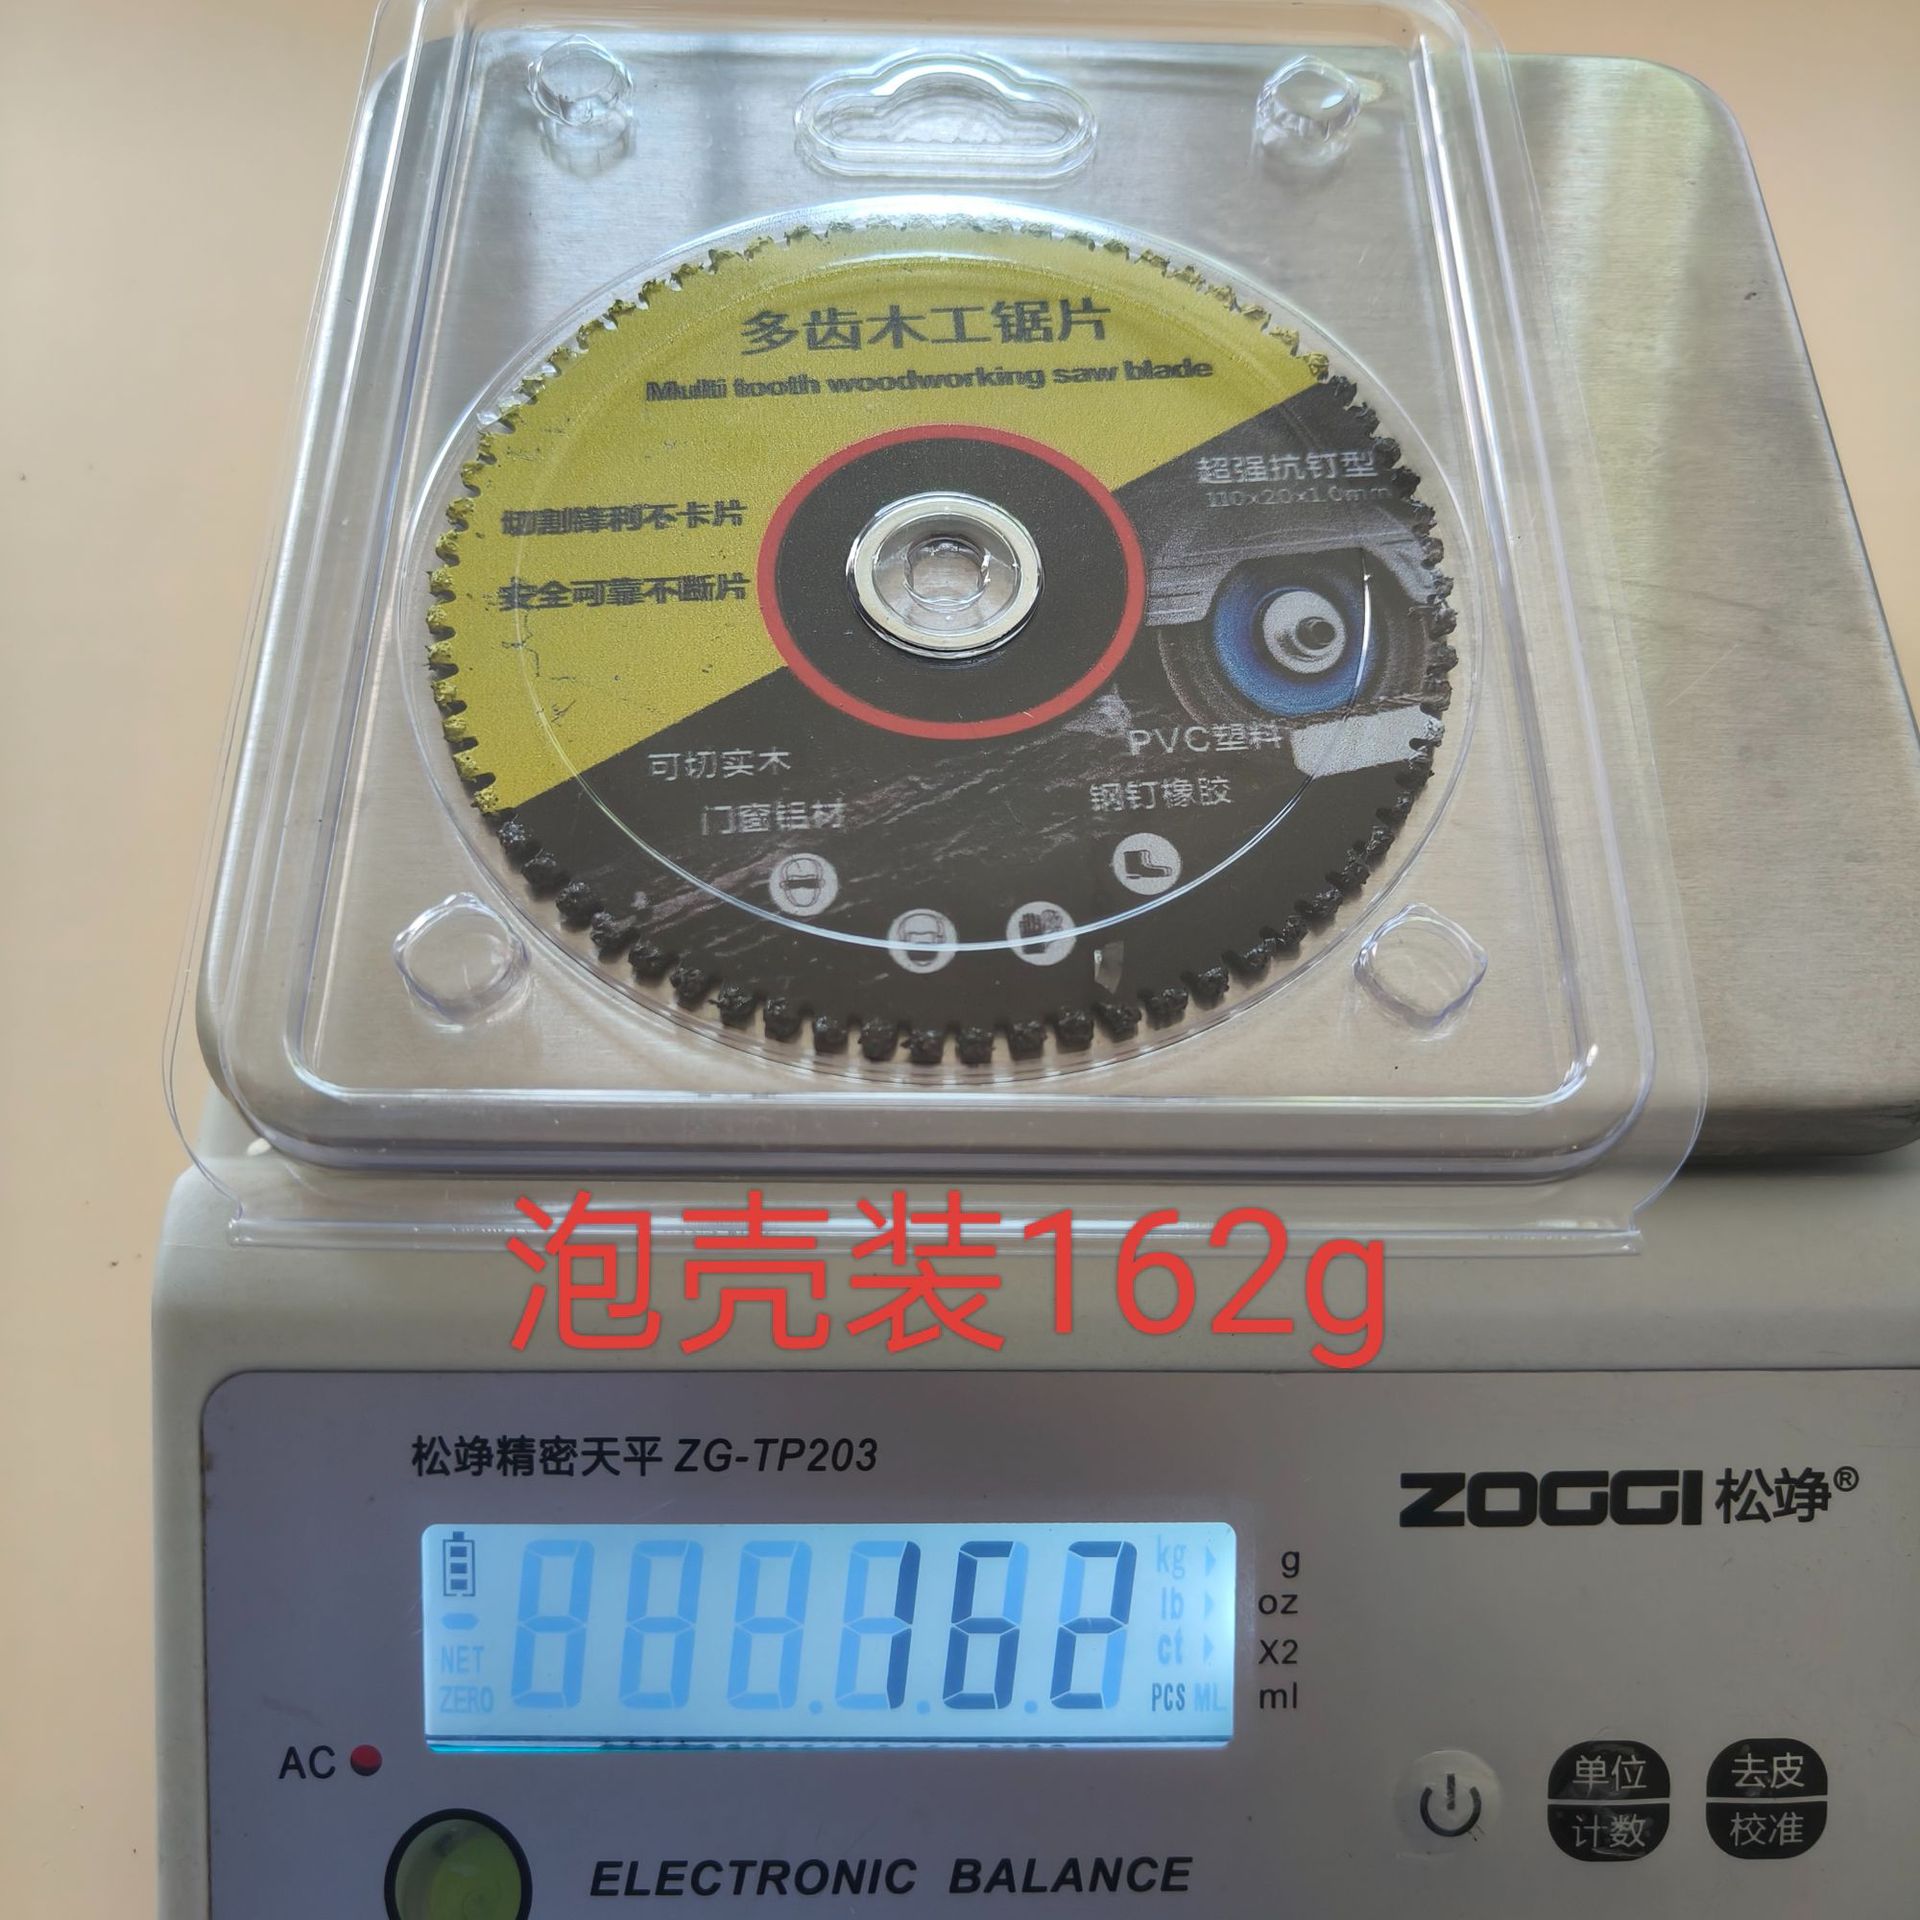 多齿木工锯片
Multi tooth woodworking saw blade
超强抗钉型
110×20×1.0mm
切割锋利不卡片
安全可靠不断片
可切实木
门窗铝材
PVC塑料
钢钉橡胶
泡壳装162g
松竫精密天平 ZG-TP203
ZOGGI 松竫®
162
kg
lb
ct
PCS ML
NET
ZERO
g
oz
X2
ml
AC
单位
计数
去皮
校准
ELECTRONIC BALANCE